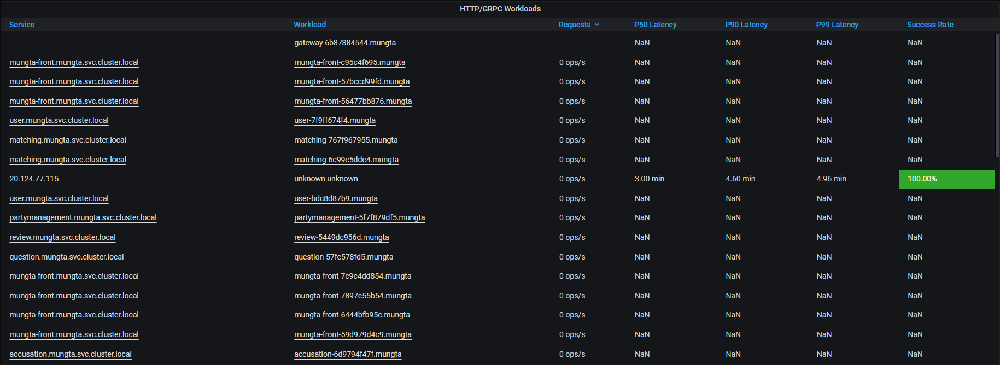 HTTP/GRPC Workloads
Service Workload Requests P50 Latency P90 Latency P99 Latency Success Rate
- gateway-6b87884544.mungta - NaN NaN NaN NaN
mungta-front.mungta.svc.cluster.local mungta-front-c95c4f695.mungta 0 ops/s NaN NaN NaN NaN
mungta-front.mungta.svc.cluster.local mungta-front-57bccd99fd.mungta 0 ops/s NaN NaN NaN NaN
mungta-front.mungta.svc.cluster.local mungta-front-56477bb876.mungta 0 ops/s NaN NaN NaN NaN
user.mungta.svc.cluster.local user-7f9ff674f4.mungta 0 ops/s NaN NaN NaN NaN
matching.mungta.svc.cluster.local matching-767f967955.mungta 0 ops/s NaN NaN NaN NaN
matching.mungta.svc.cluster.local matching-6c99c5ddc4.mungta 0 ops/s NaN NaN NaN NaN
20.124.77.115 unknown.unknown 0 ops/s 3.00 min 4.60 min 4.96 min 100.00%
user.mungta.svc.cluster.local user-bdc8d87b9.mungta 0 ops/s NaN NaN NaN NaN
partymanagement.mungta.svc.cluster.local partymanagement-5f7f879df5.mungta 0 ops/s NaN NaN NaN NaN
review.mungta.svc.cluster.local review-5449dc956d.mungta 0 ops/s NaN NaN NaN NaN
question.mungta.svc.cluster.local question-57fc578fd5.mungta 0 ops/s NaN NaN NaN NaN
mungta-front.mungta.svc.cluster.local mungta-front-7c9c4dd854.mungta 0 ops/s NaN NaN NaN NaN
mungta-front.mungta.svc.cluster.local mungta-front-7897c55b54.mungta 0 ops/s NaN NaN NaN NaN
mungta-front.mungta.svc.cluster.local mungta-front-6444bfb95c.mungta 0 ops/s NaN NaN NaN NaN
mungta-front.mungta.svc.cluster.local mungta-front-59d979d4c9.mungta 0 ops/s NaN NaN NaN NaN
accusation.mungta.svc.cluster.local accusation-6d9794f47f.mungta 0 ops/s NaN NaN NaN NaN